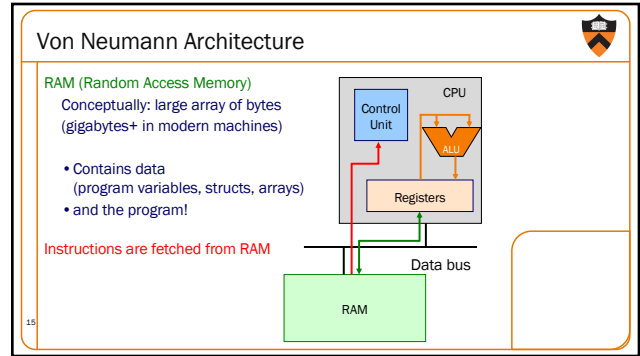 Von Neumann Architecture
RAM (Random Access Memory)
Conceptually: large array of bytes
(gigabytes+ in modern machines)
• Contains data
(program variables, structs, arrays)
• and the program!
Instructions are fetched from RAM
CPU
Control
Unit
ALU
Registers
Data bus
RAM
15